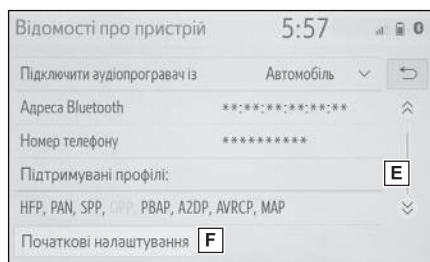 Відомості про пристрій 5:57 0
Підключити аудіопрогравач із Автомобіль
Адреса Bluetooth **:**:**:**:**:**
Номер телефону **********
Підтримувані профілі: E
HFP, PAN, SPP, OPP, PBAP, A2DP, AVRCP, MAP
Початкові налаштування F